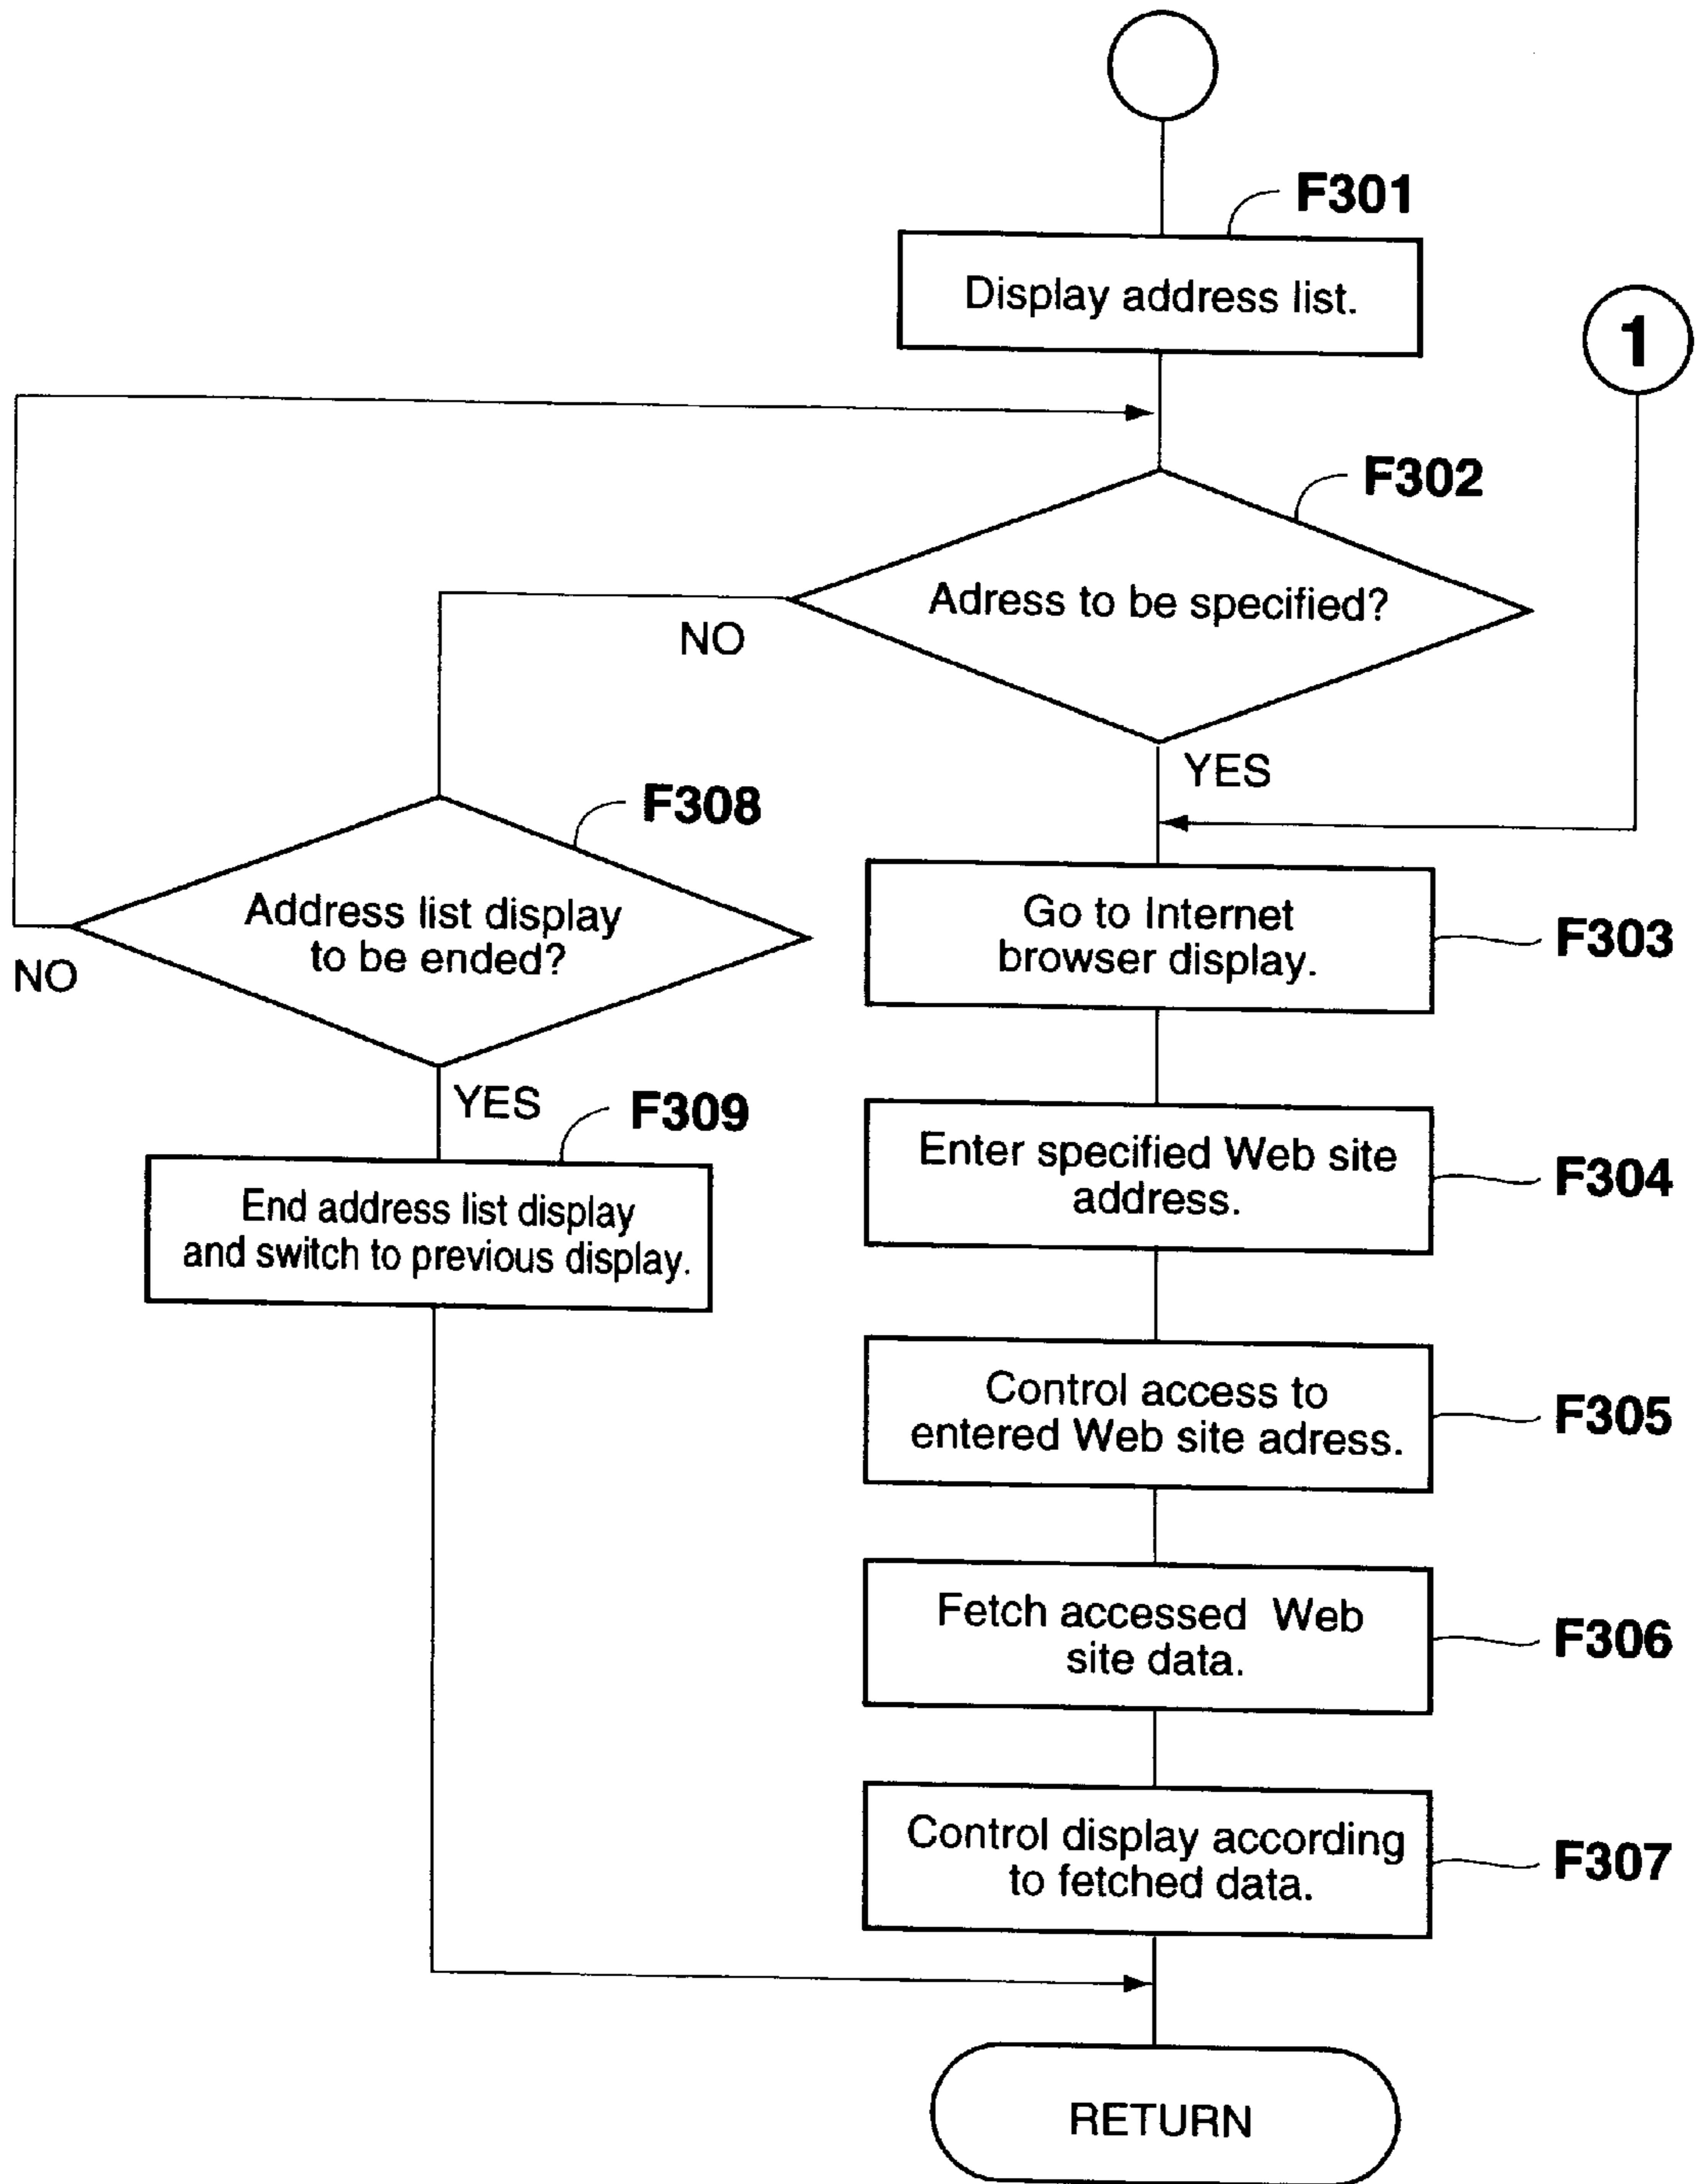 F301
Display address list.
1
F302
Adress to be specified?
NO
YES
F308
Address list display
to be ended?
NO
Go to Internet
browser display.
F303
YES
F309
End address list display
and switch to previous display.
Enter specified Web site
address.
F304
Control access to
entered Web site adress.
F305
Fetch accessed Web
site data.
F306
Control display according
to fetched data.
F307
RETURN